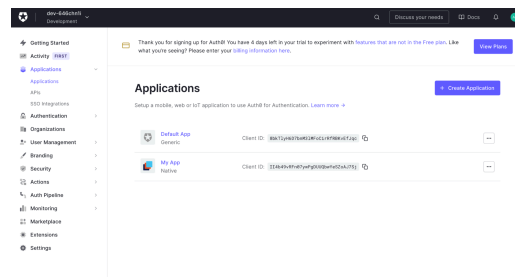 dev-646chnli
Development
Discuss your needs
Docs
Getting Started
Activity FIRST
Applications
Applications
APIs
SSO Integrations
Authentication
Organizations
User Management
Branding
Security
Actions
Auth Pipeline
Monitoring
Marketplace
Extensions
Settings
Thank you for signing up for Auth0! You have 4 days left in your trial to experiment with features that are not in the Free plan. Like
what you're seeing? Please enter your billing information here.
View Plans
Applications
+ Create Application
Setup a mobile, web or IoT application to use Auth0 for Authentication. Learn more →
Default App
Generic
Client ID:
My App
Native
Client ID: